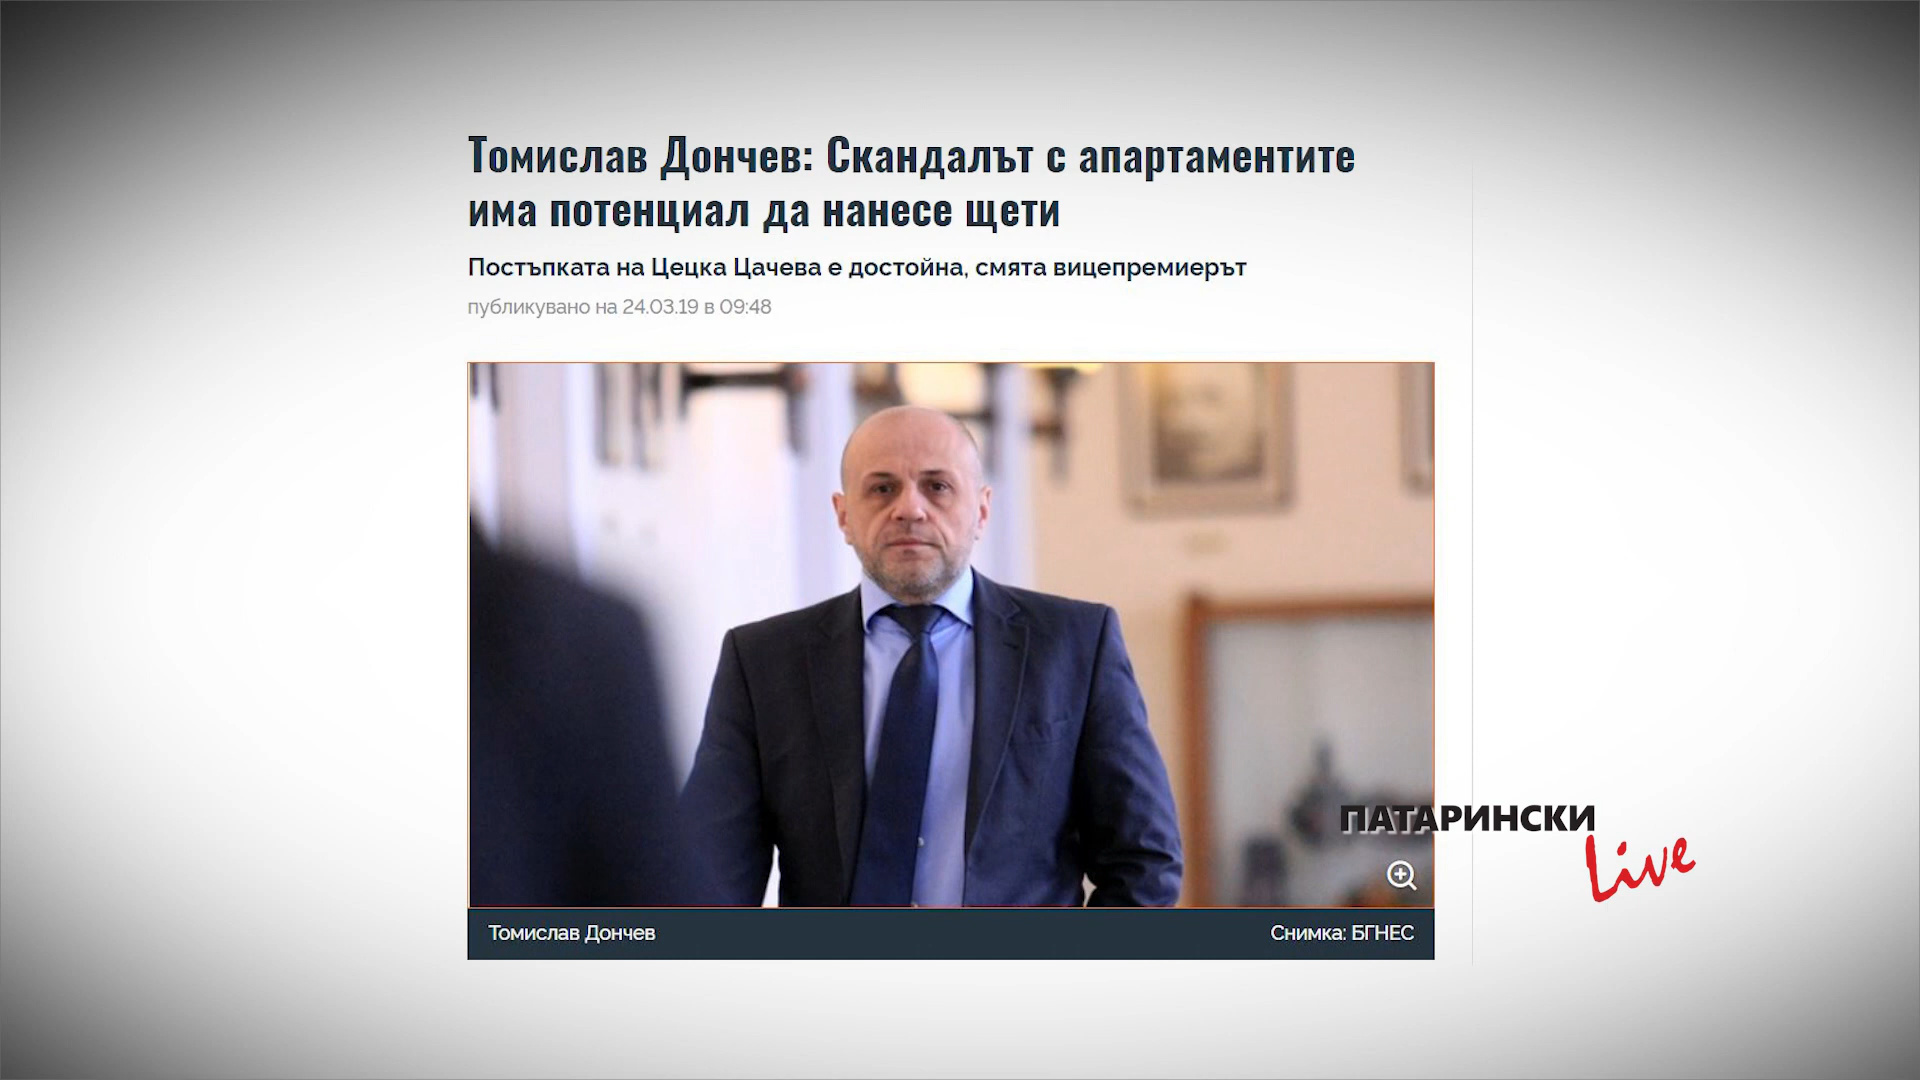 Томислав Дончев: Скандалът с апартаментите
има потенциал да нанесе щети
Постъпката на Цецка Цачева е достойна, смята вицепремиерът
публикувано на 24.03.19 в 09:48
ПАТАРИНСКИ
Live
Томислав Дончев
Снимка: БГНЕС